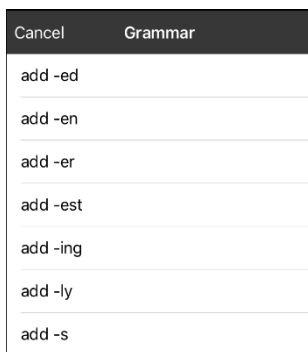 Cancel Grammar
add -ed
add -en
add -er
add -est
add -ing
add -ly
add -s